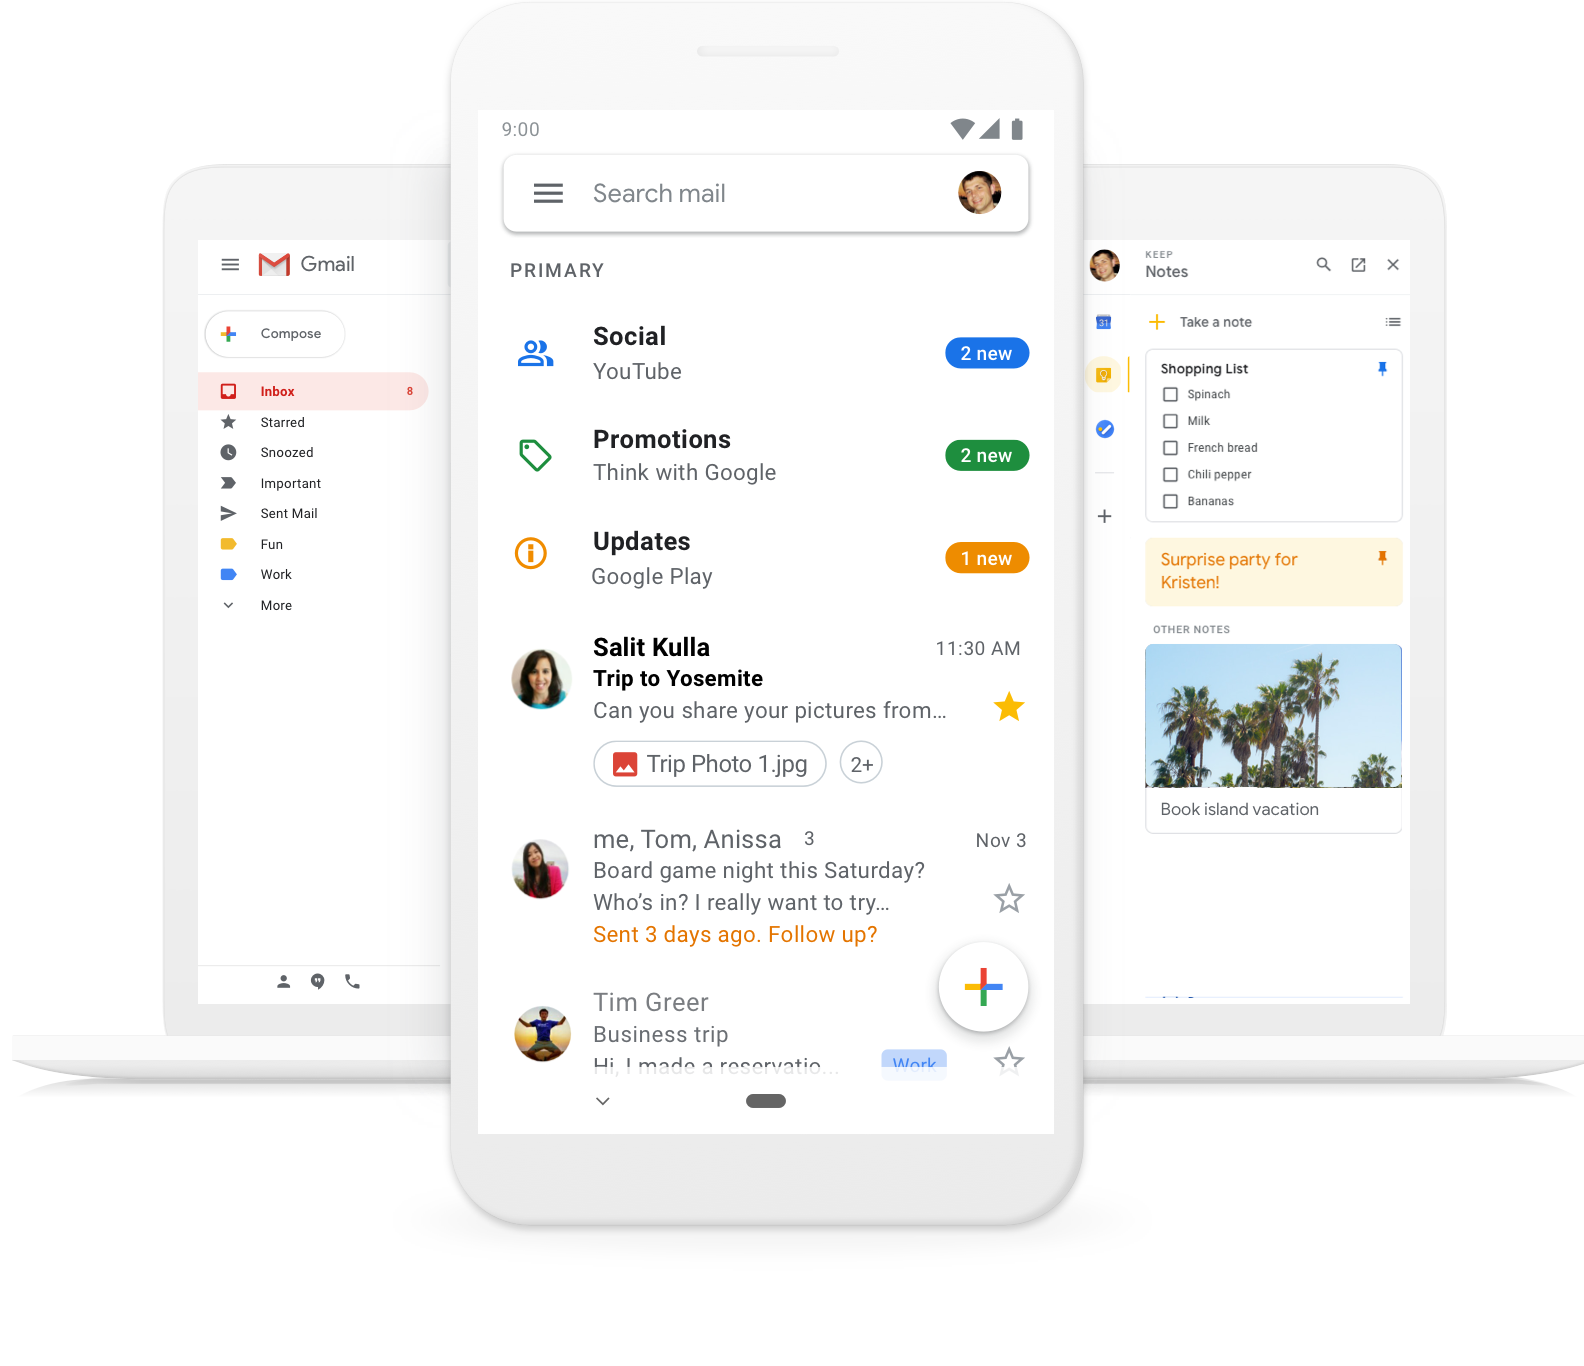 Gmail
Compose
Inbox 8
Starred
Snoozed
Important
Sent Mail
Fun
Work
More
9:00
Search mail
PRIMARY
Social
YouTube
2 new
Promotions
Think with Google
2 new
Updates
Google Play
1 new
Salit Kulla 11:30 AM
Trip to Yosemite
Can you share your pictures from...
Trip Photo 1.jpg 2+
me, Tom, Anissa 3 Nov 3
Board game night this Saturday?
Who’s in? I really want to try...
Sent 3 days ago. Follow up?
Tim Greer
Business trip
Hi, I made a reservatio... Work
KEEP
Notes
31
Take a note
Shopping List
Spinach
Milk
French bread
Chili pepper
Bananas
Surprise party for
Kristen!
OTHER NOTES
Book island vacation